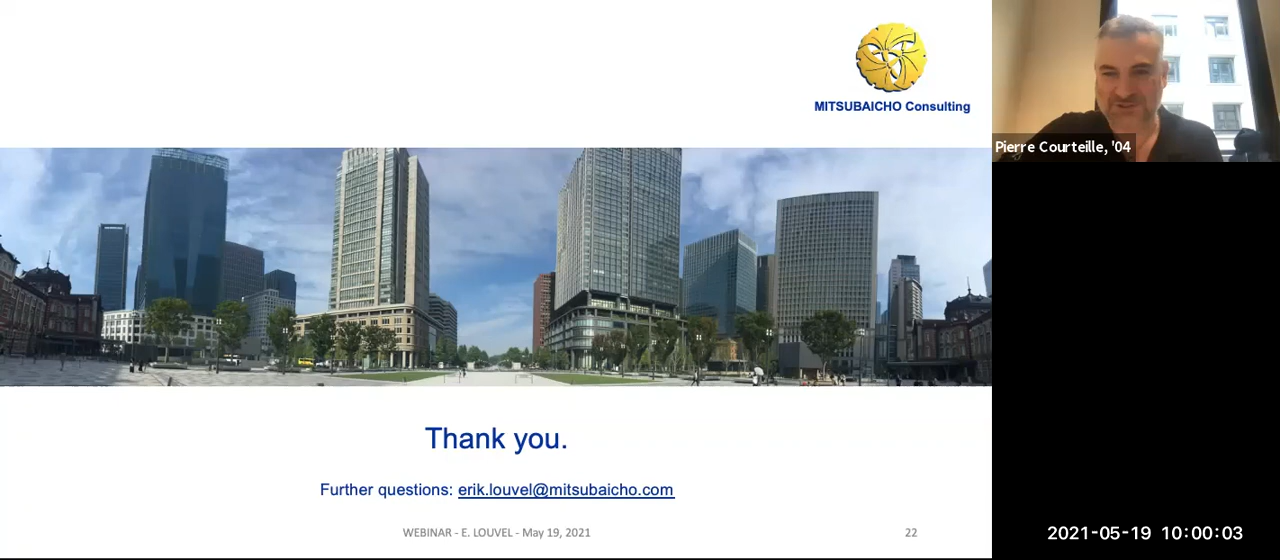 MITSUBAICHO Consulting
Pierre Courteille, '04
Thank you.
Further questions: erik.louvel@mitsubaicho.com
WEBINAR - E. LOUVEL - May 19, 2021
22
2021-05-19 10:00:03